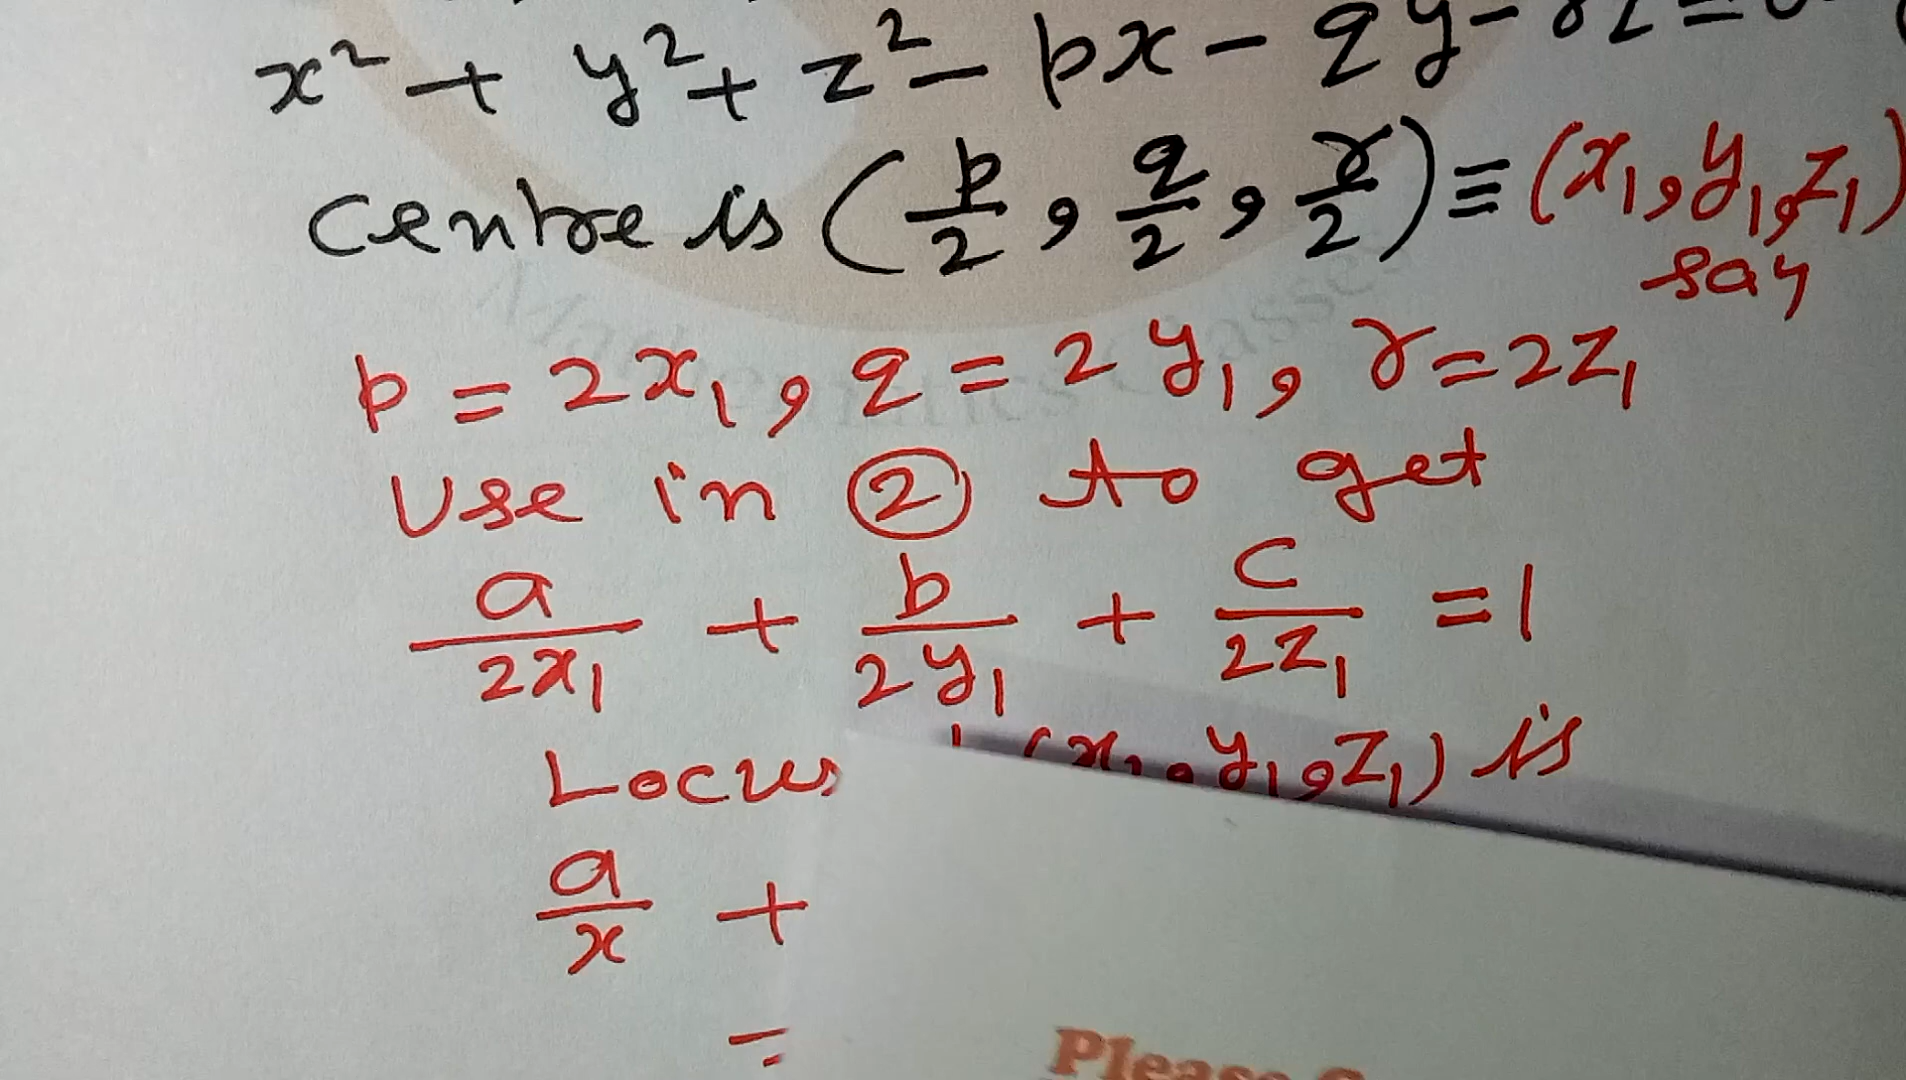 x² + y² + z² - px - qy - rz = 0
centre is (p/2, q/2, r/2) ≡ (x₁, y₁, z₁)
say
p = 2x₁, q = 2y₁, r = 2z₁
Use in ② to get
a/2x₁ + b/2y₁ + c/2z₁ = 1
Locus (x₁, y₁, z₁) is
a/x +
=